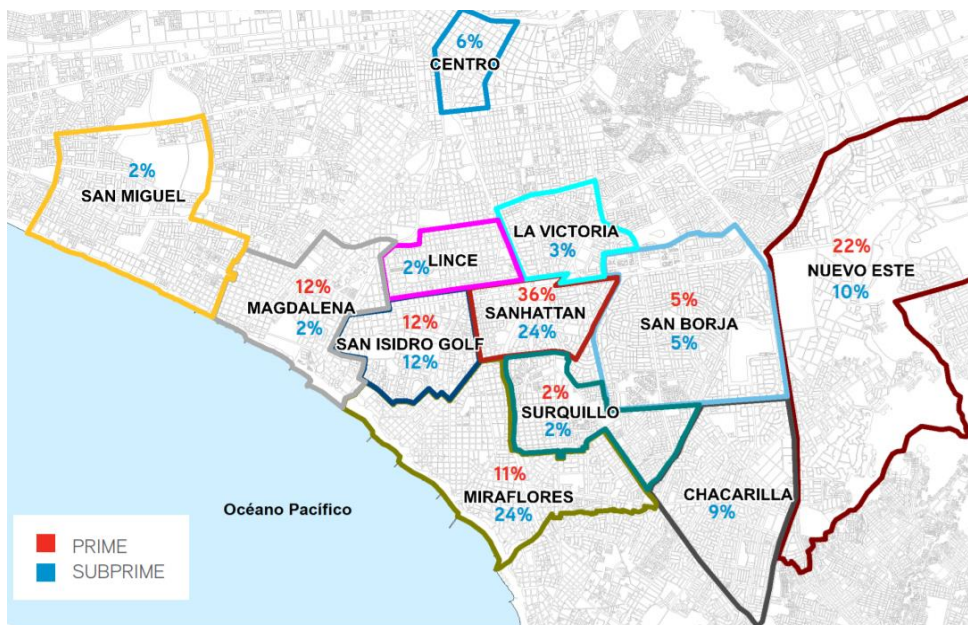 6%
CENTRO
2%
SAN MIGUEL
LA VICTORIA
3%
LINCE
2%
22%
NUEVO ESTE
10%
12%
MAGDALENA
2%
36%
SANHATTAN
24%
5%
SAN BORJA
5%
12%
SAN ISIDRO GOLF
12%
2%
SURQUILLO
2%
11%
MIRAFLORES
24%
CHACARILLA
9%
Océano Pacífico
PRIME
SUBPRIME